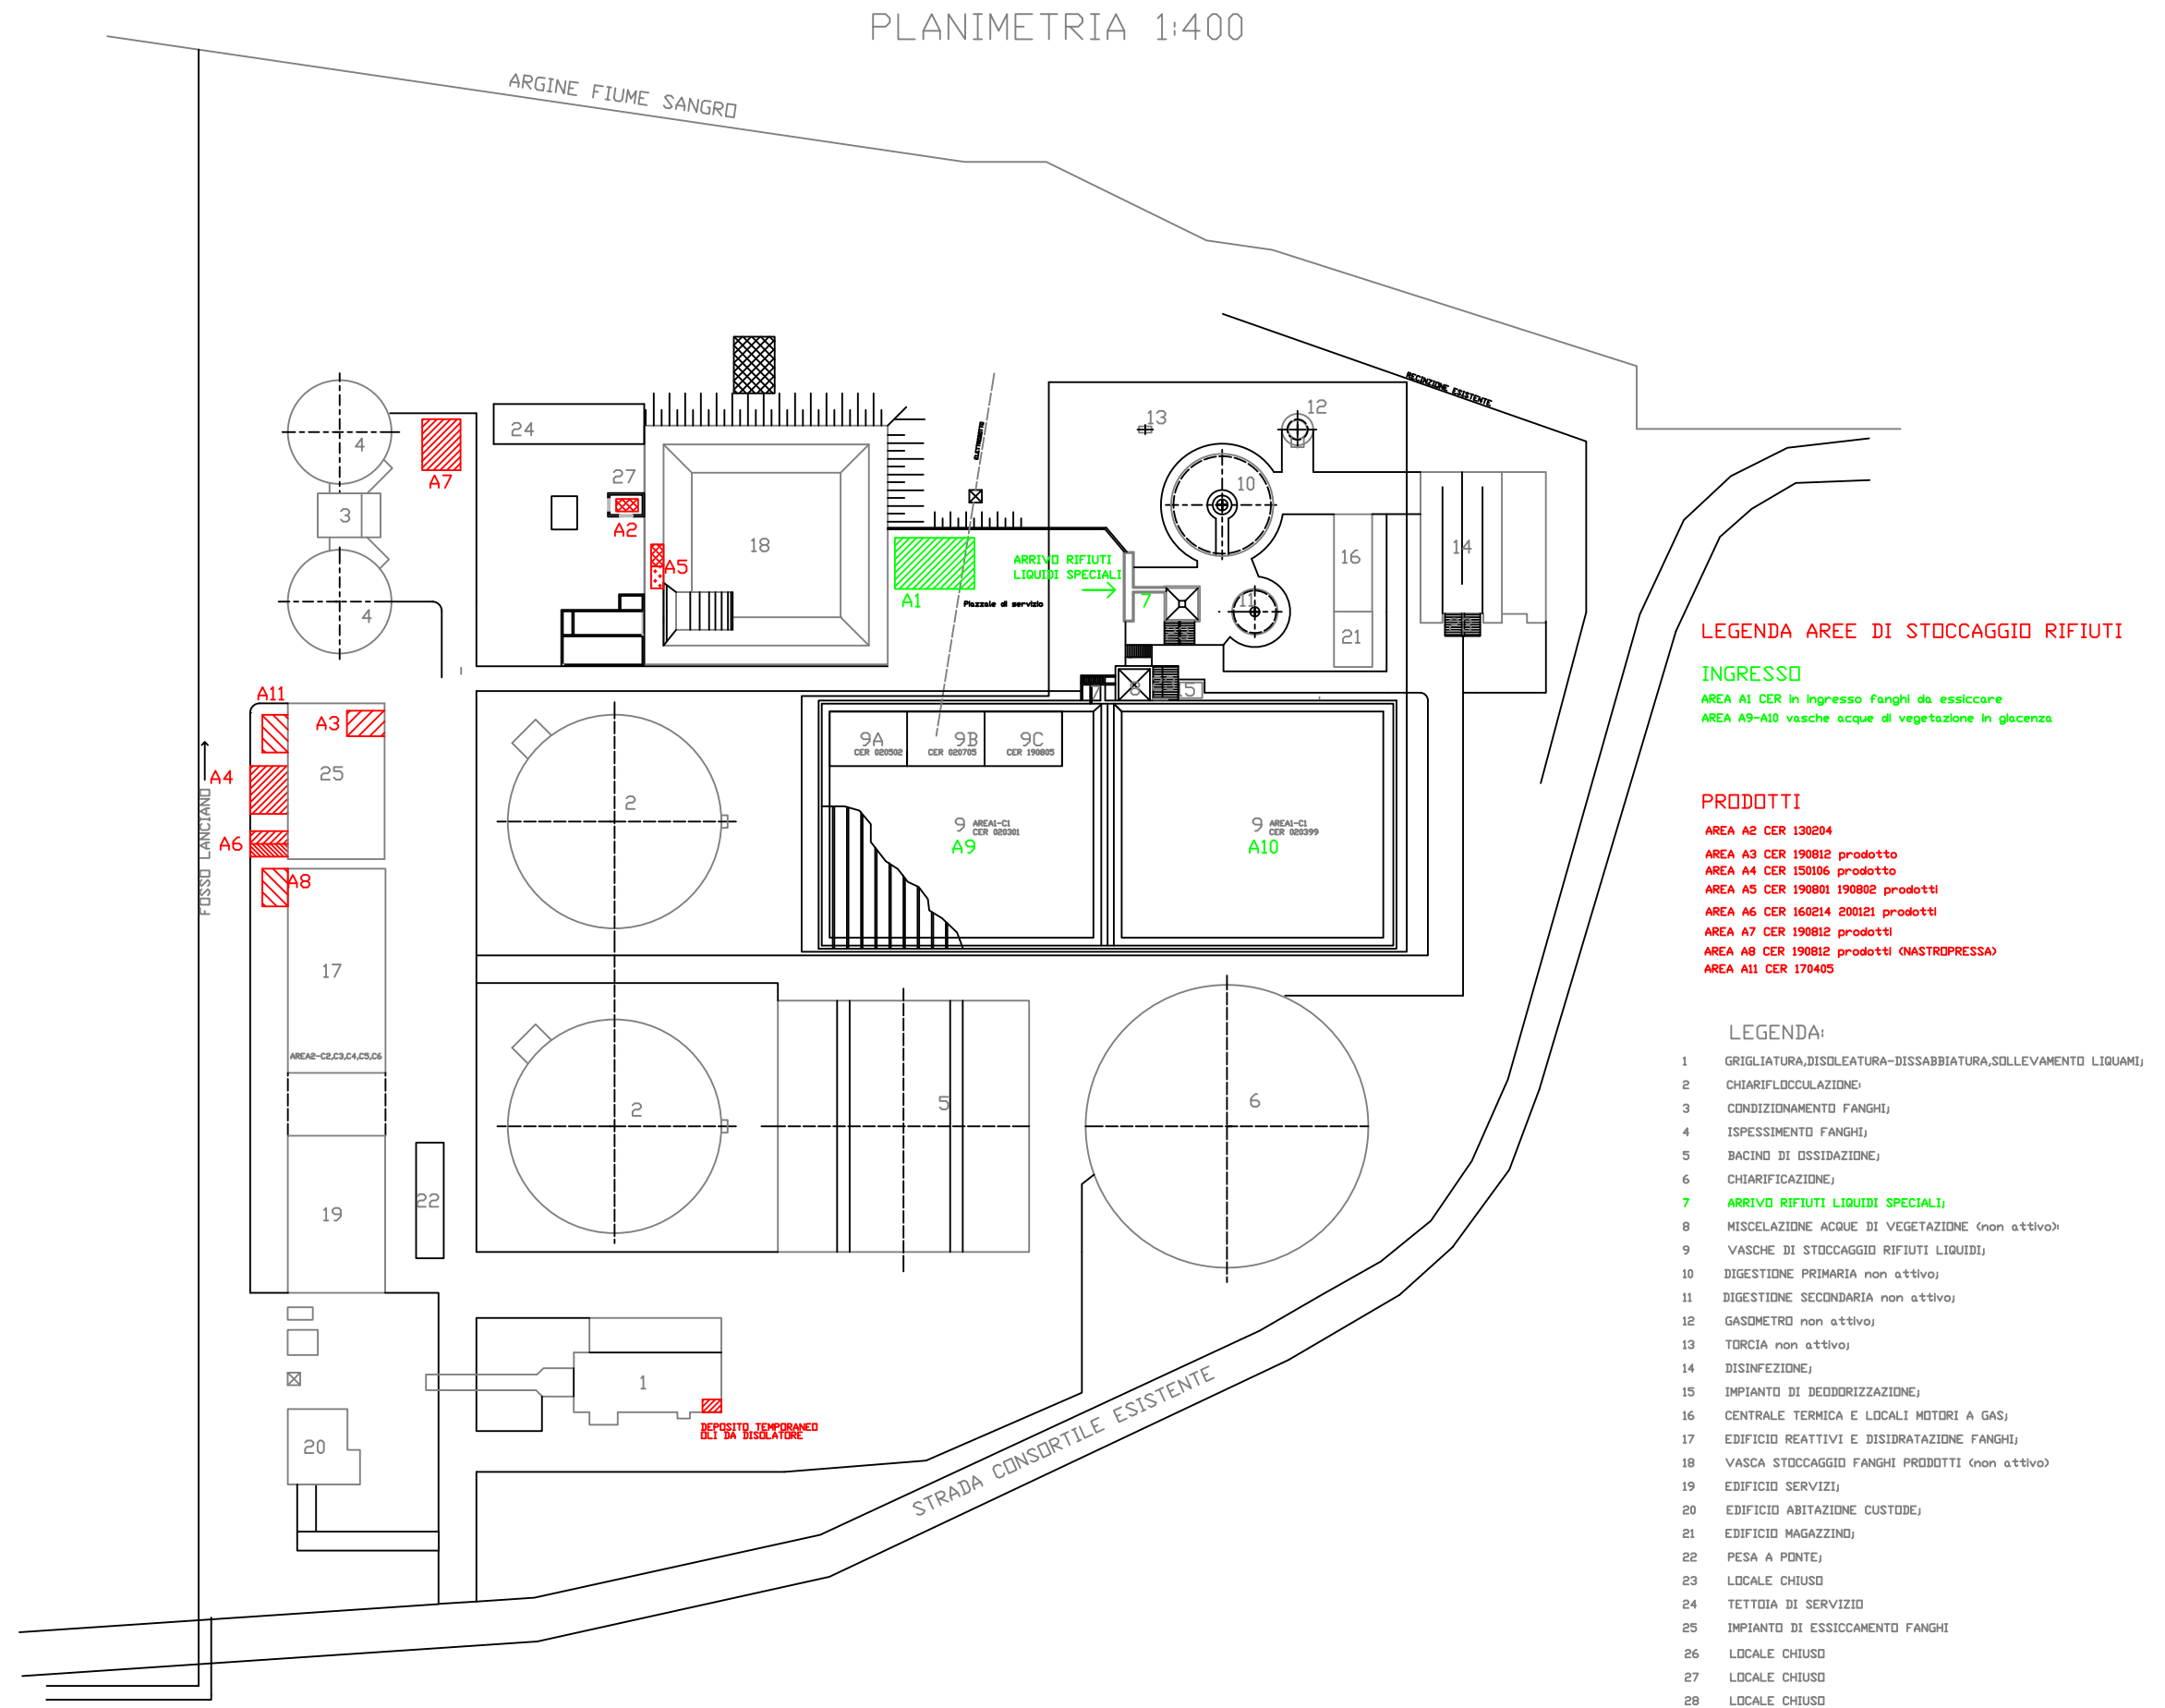 PLANIMETRIA 1:400
ARGINE FIUME SANGRO
RECINZIONE ESISTENTE
ELETTRODOTTO
13
12
24
4
A7
27
3
A2
18
A5
4
10
14
16
ARRIVO RIFIUTI
LIQUIDI SPECIALI
A1
Piazzale di servizio
7
11
21
8
15
A11
A3
25
A4
A6
A8
FOSSO LANCIANO
2
9A
CER 020502
9B
CER 020705
9C
CER 190805
9 AREA1-C1
CER 020301
A9
9 AREA1-C1
CER 020399
A10
17
AREA2-C2,C3,C4,C5,C6
2
5
6
19
22
1
DEPOSITO TEMPORANEO
OLI DA DISOLATORE
20
STRADA CONSORTILE ESISTENTE
LEGENDA AREE DI STOCCAGGIO RIFIUTI
INGRESSO
AREA A1 CER in ingresso fanghi da essiccare
AREA A9-A10 vasche acque di vegetazione in giacenza
PRODOTTI
AREA A2 CER 130204
AREA A3 CER 190812 prodotto
AREA A4 CER 150106 prodotto
AREA A5 CER 190801 190802 prodotti
AREA A6 CER 160214 200121 prodotti
AREA A7 CER 190812 prodotti
AREA A8 CER 190812 prodotti (NASTROPRESSA)
AREA A11 CER 170405
LEGENDA:
1 GRIGLIATURA,DISOLEATURA-DISSABBIATURA,SOLLEVAMENTO LIQUAMI;
2 CHIARIFLOCCULAZIONE;
3 CONDIZIONAMENTO FANGHI;
4 ISPESSIMENTO FANGHI;
5 BACINO DI OSSIDAZIONE;
6 CHIARIFICAZIONE;
7 ARRIVO RIFIUTI LIQUIDI SPECIALI;
8 MISCELAZIONE ACQUE DI VEGETAZIONE (non attivo);
9 VASCHE DI STOCCAGGIO RIFIUTI LIQUIDI;
10 DIGESTIONE PRIMARIA non attivo;
11 DIGESTIONE SECONDARIA non attivo;
12 GASOMETRO non attivo;
13 TORCIA non attivo;
14 DISINFEZIONE;
15 IMPIANTO DI DEODORIZZAZIONE;
16 CENTRALE TERMICA E LOCALI MOTORI A GAS;
17 EDIFICIO REATTIVI E DISIDRATAZIONE FANGHI;
18 VASCA STOCCAGGIO FANGHI PRODOTTI (non attivo)
19 EDIFICIO SERVIZI;
20 EDIFICIO ABITAZIONE CUSTODE;
21 EDIFICIO MAGAZZINO;
22 PESA A PONTE;
23 LOCALE CHIUSO
24 TETTOIA DI SERVIZIO
25 IMPIANTO DI ESSICCAMENTO FANGHI
26 LOCALE CHIUSO
27 LOCALE CHIUSO
28 LOCALE CHIUSO